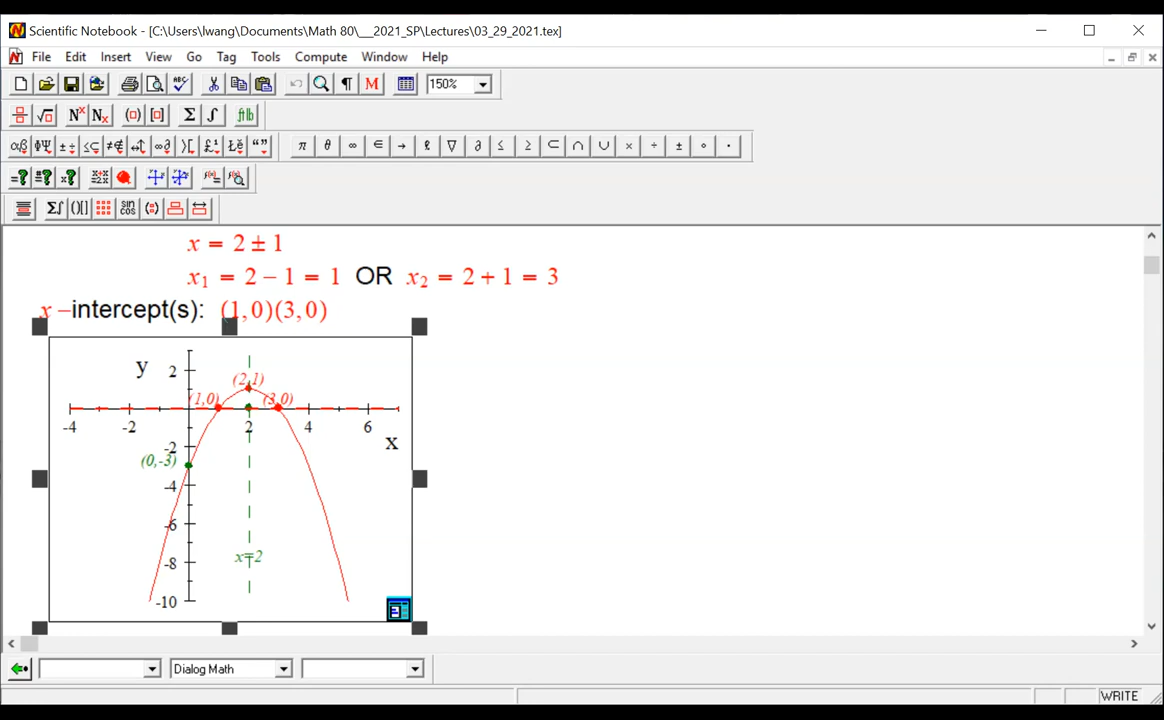 Scientific Notebook - [C:\Users\lwang\Documents\Math 80\__2021_SP\Lectures\03_29_2021.tex]
File Edit Insert View Go Tag Tools Compute Window Help
150%
π θ ∞ ∈ → ℓ ∇ ∂ ≤ ≥ ⊂ ∩ ∪ × ÷ ± ∘ ·
x = 2 ± 1
x₁ = 2 − 1 = 1 OR x₂ = 2 + 1 = 3
x −intercept(s): (1,0)(3,0)
y 2
(2,1)
(1,0) (3,0)
-4 -2 2 4 6
x
-2
(0,-3)
-4
-6
-8
x=2
-10
Dialog Math
WRITE